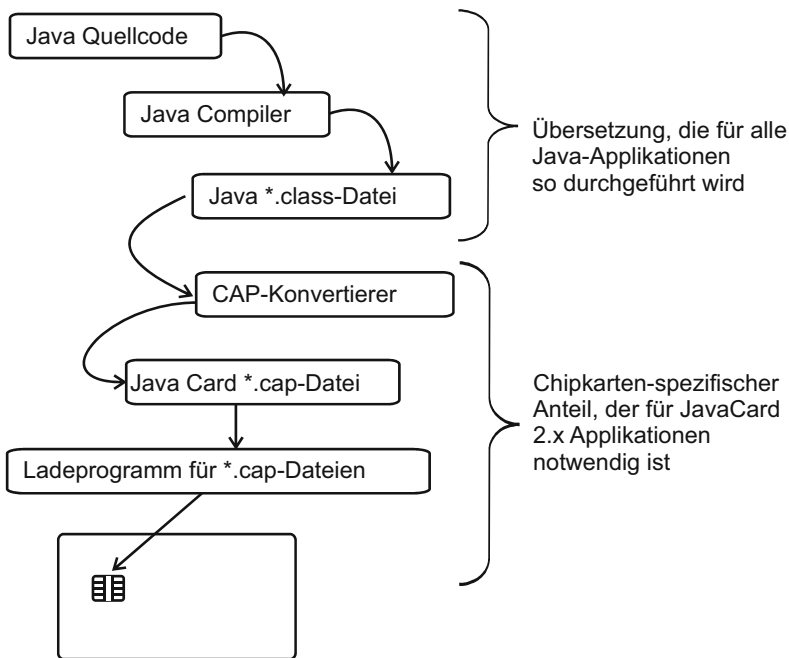 Java Quellcode
Java Compiler
Java *.class-Datei
Übersetzung, die für alle
Java-Applikationen
so durchgeführt wird
CAP-Konvertierer
Java Card *.cap-Datei
Ladeprogramm für *.cap-Dateien
Chipkarten-spezifischer
Anteil, der für JavaCard
2.x Applikationen
notwendig ist